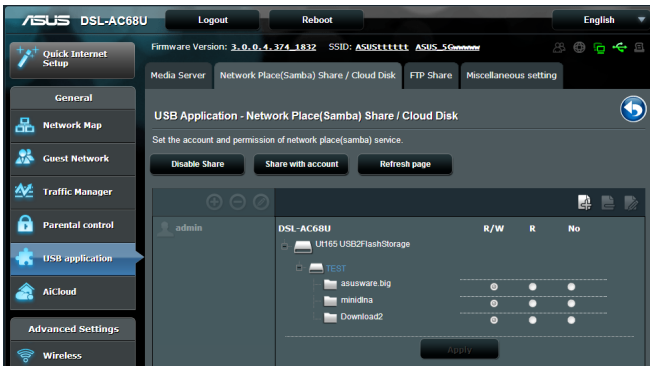 ASUS DSL-AC68U Logout Reboot English
Quick Internet Setup
Firmware Version: 3.0.0.4.374_1832 SSID: ASUStttttt ASUS_5Gnnnnn
Media Server Network Place(Samba) Share / Cloud Disk FTP Share Miscellaneous setting
General
Network Map
Guest Network
Traffic Manager
Parental control
USB application
AiCloud
Advanced Settings
Wireless
USB Application - Network Place(Samba) Share / Cloud Disk
Set the account and permission of network place(samba) service.
Disable Share Share with account Refresh page
admin
DSL-AC68U R/W R No
Ut165 USB2FlashStorage
TEST
asusware.big
minidlna
Download2
Apply